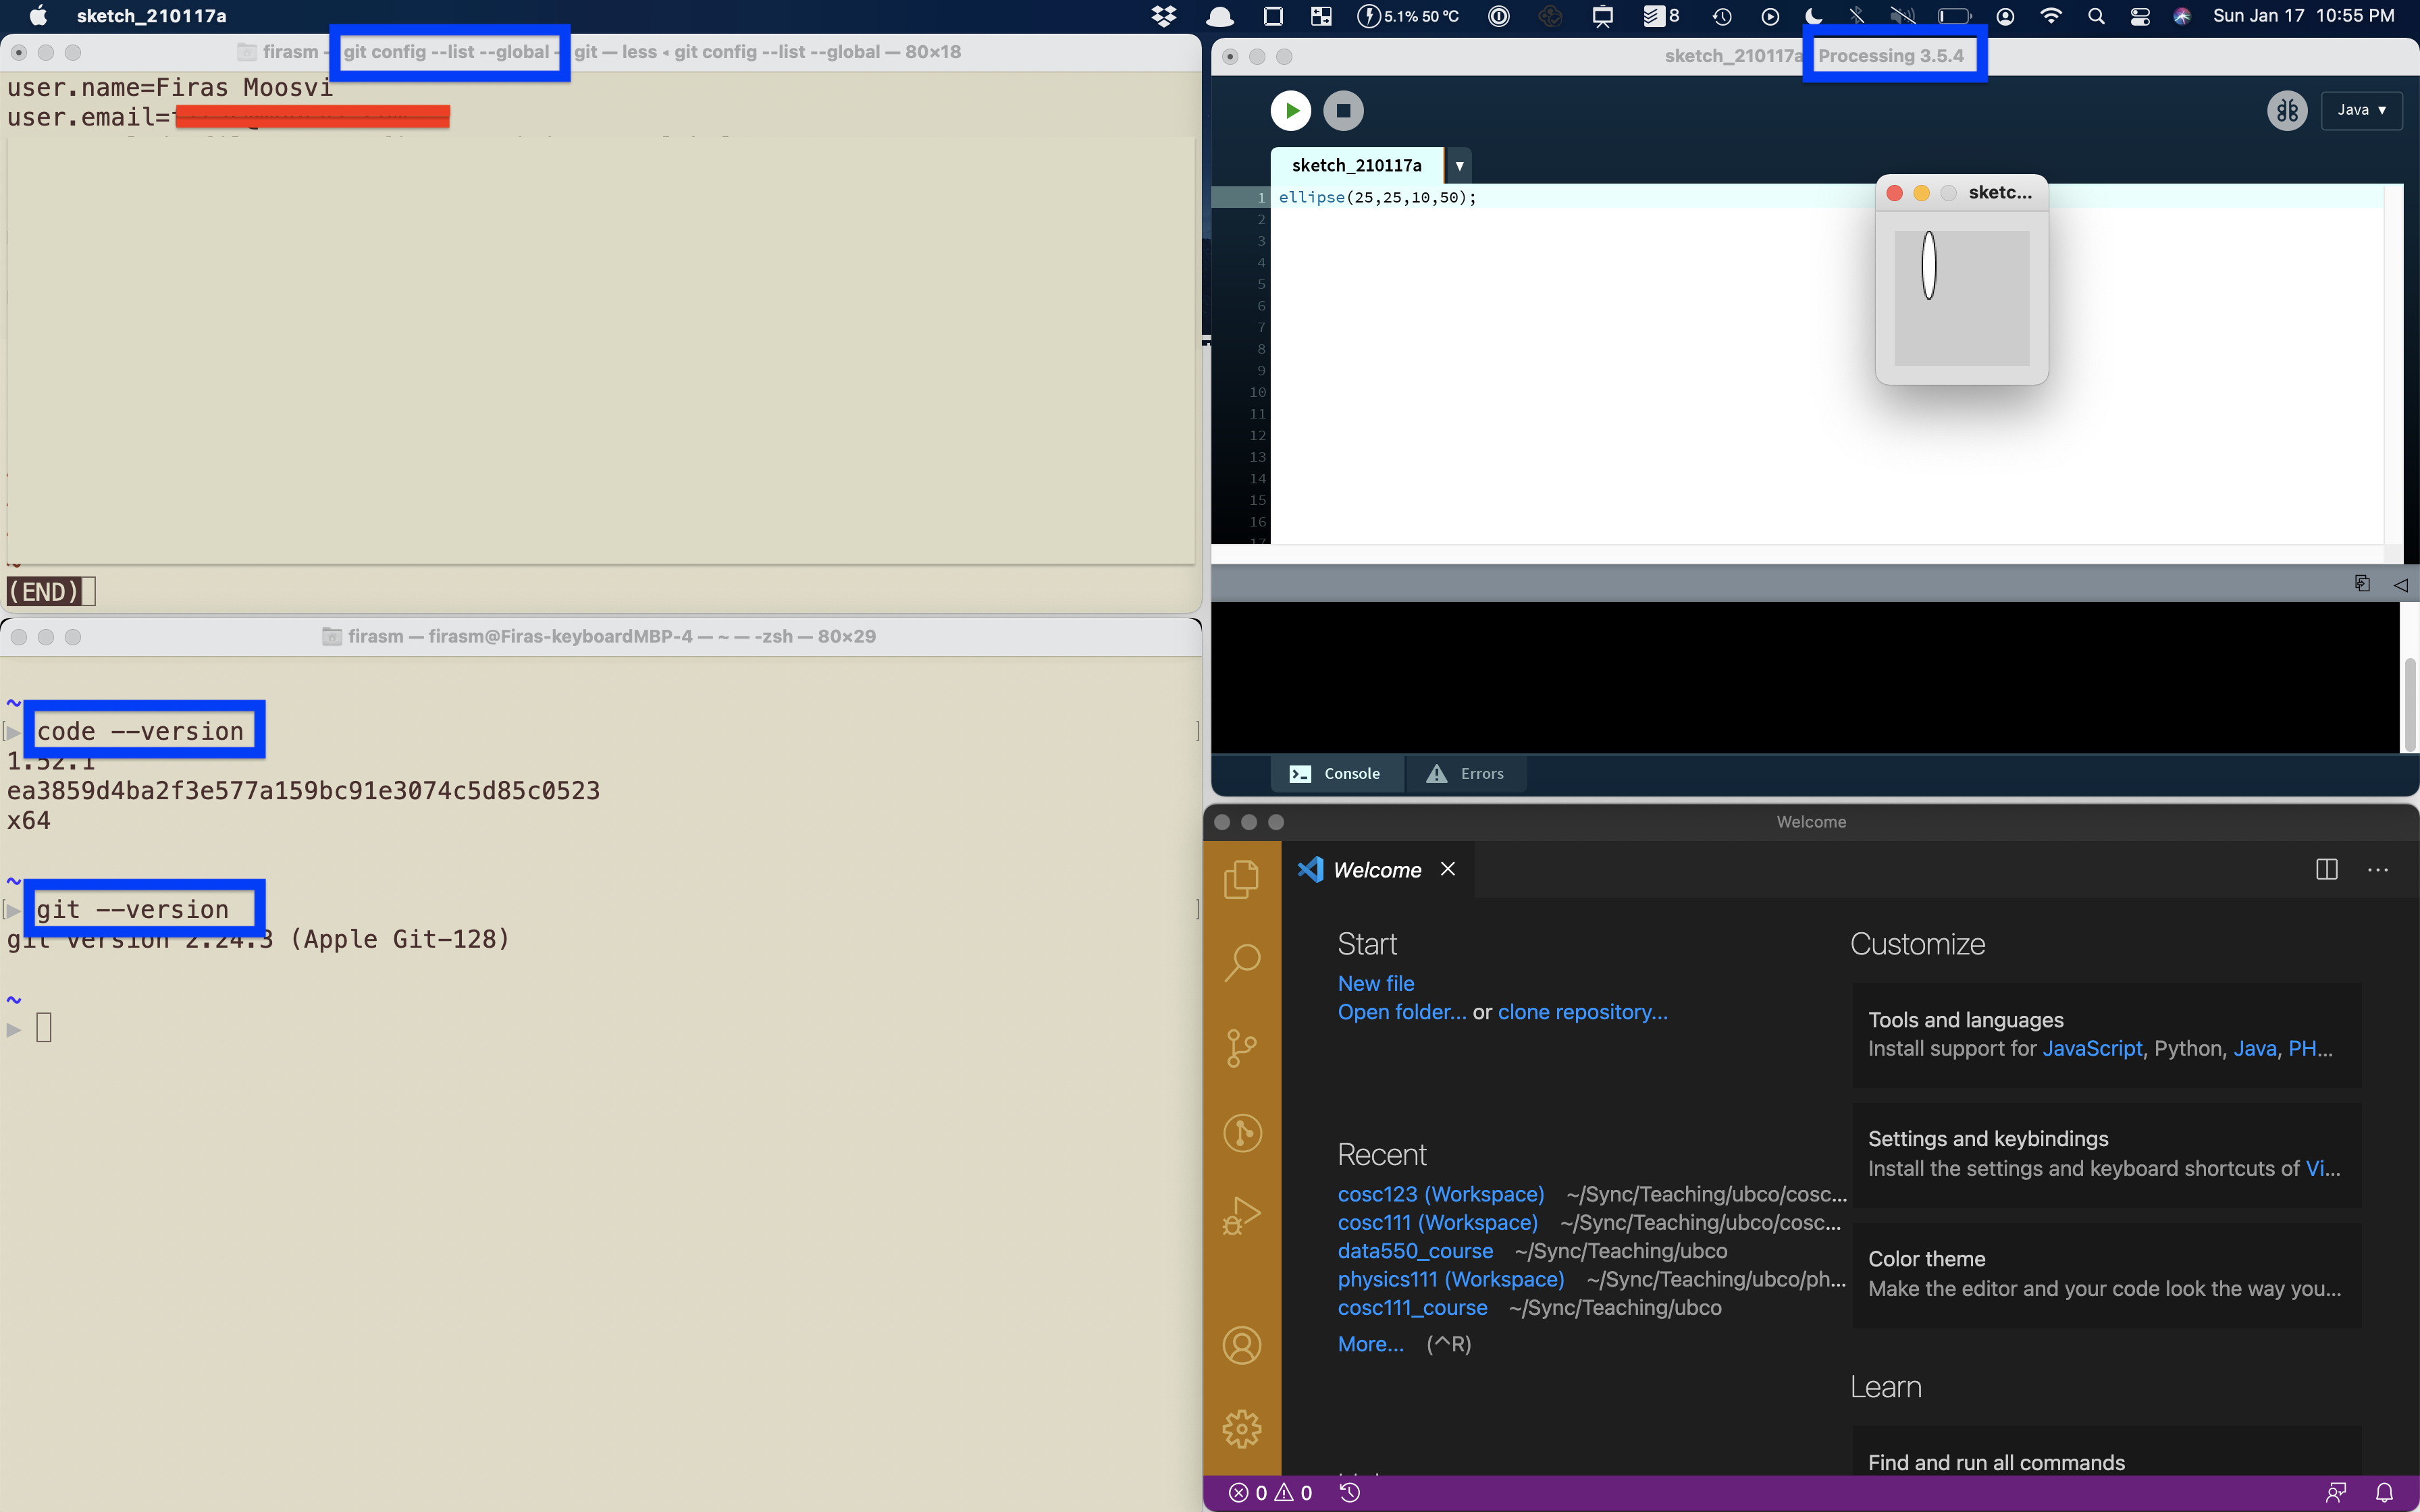 sketch_210117a
5.1% 50 °C
8
Sun Jan 17 10:55 PM
firasm — git config --list --global — git — less ◂ git config --list --global — 80×18
user.name=Firas Moosvi
user.email=
(END)
firasm — firasm@Firas-keyboardMBP-4 — ~ — -zsh — 80×29
~
▶ code --version
1.52.1
ea3859d4ba2f3e577a159bc91e3074c5d85c0523
x64
~
▶ git --version
git version 2.24.3 (Apple Git-128)
~
▶
sketch_210117a Processing 3.5.4
Java ▼
sketch_210117a ▼
1 ellipse(25,25,10,50);
2
3
4
5
6
7
8
9
10
11
12
13
14
15
16
17
sketc...
Console
Errors
Welcome
Welcome
Start
New file
Open folder... or clone repository...
Recent
cosc123 (Workspace) ~/Sync/Teaching/ubco/cosc...
cosc111 (Workspace) ~/Sync/Teaching/ubco/cosc...
data550_course ~/Sync/Teaching/ubco
physics111 (Workspace) ~/Sync/Teaching/ubco/ph...
cosc111_course ~/Sync/Teaching/ubco
More... (^R)
Customize
Tools and languages
Install support for JavaScript, Python, Java, PH...
Settings and keybindings
Install the settings and keyboard shortcuts of Vi...
Color theme
Make the editor and your code look the way you...
Learn
Find and run all commands
0 0